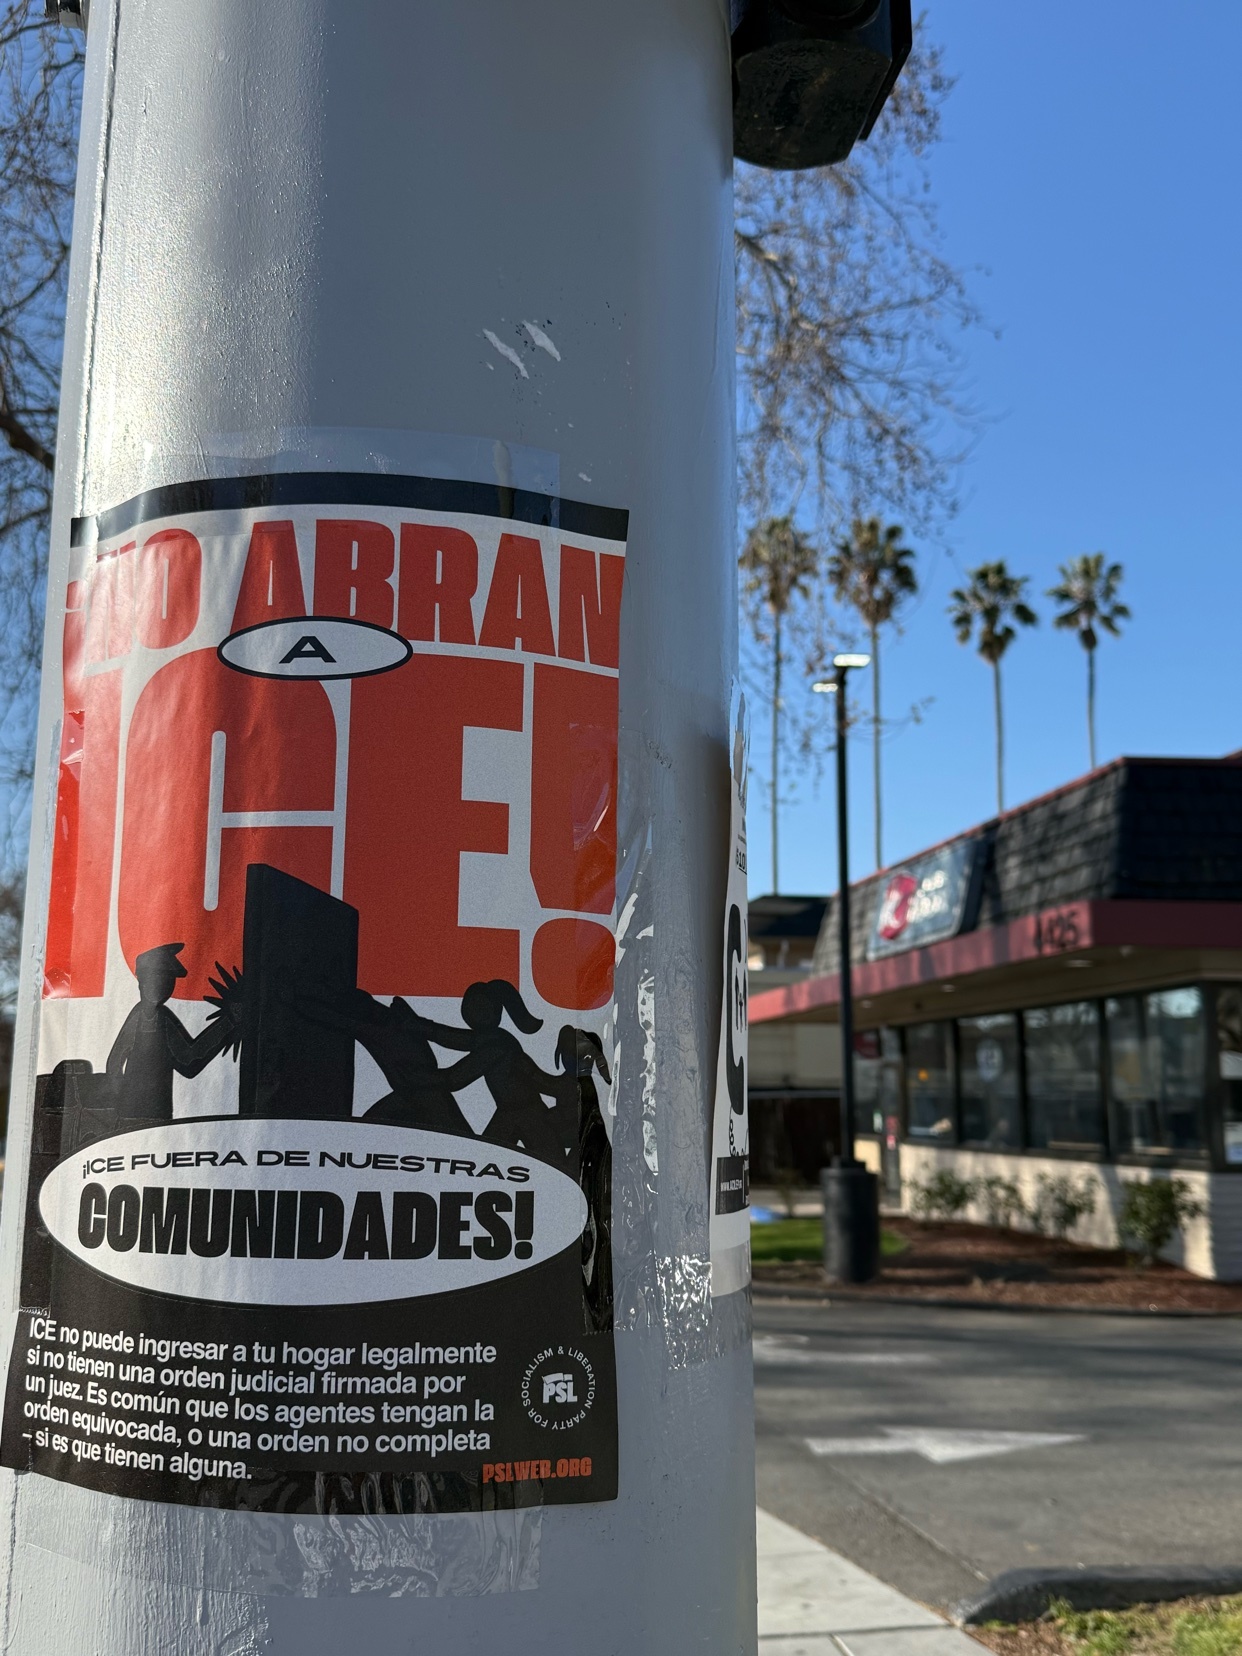 ¡NO ABRAN
A
ICE!
¡ICE FUERA DE NUESTRAS
COMUNIDADES!
ICE no puede ingresar a tu hogar legalmente
si no tienen una orden judicial firmada por
un juez. Es común que los agentes tengan la
orden equivocada, o una orden no completa
– si es que tienen alguna.
PARTY FOR SOCIALISM & LIBERATION
PSL
PSLWEB.ORG
4425